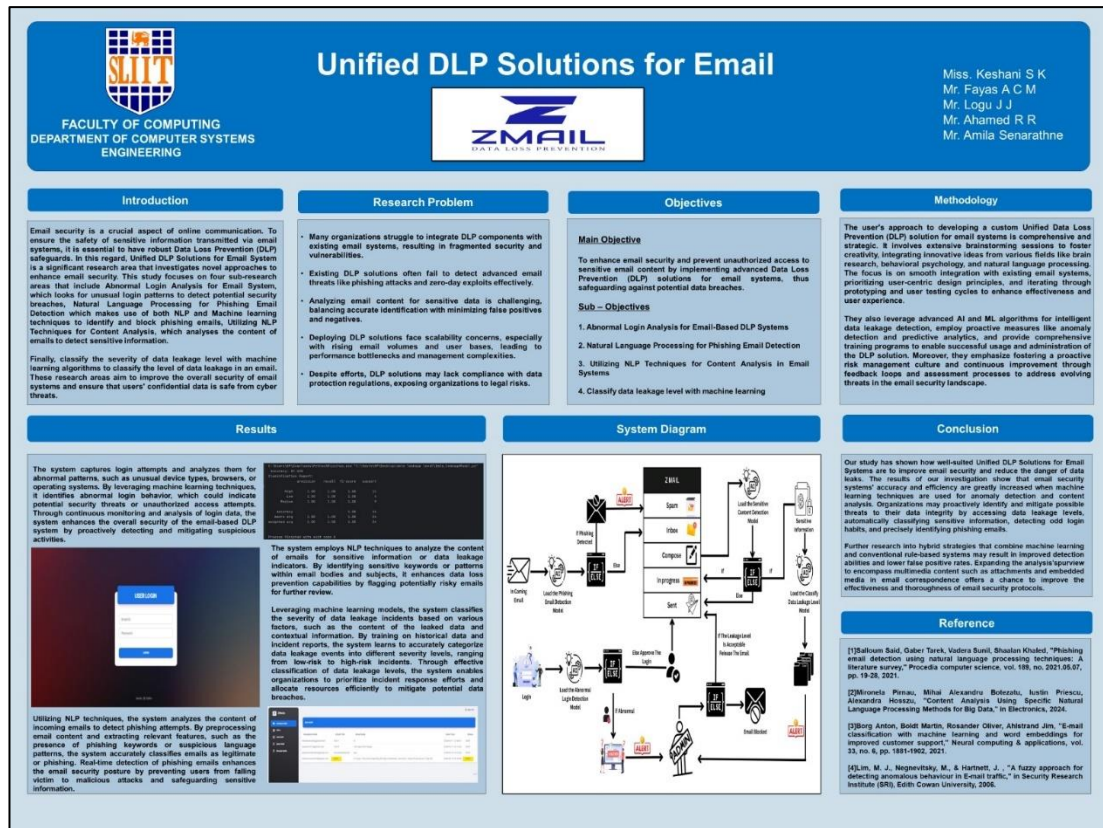 SLIIT
FACULTY OF COMPUTING
DEPARTMENT OF COMPUTER SYSTEMS
ENGINEERING
Unified DLP Solutions for Email
ZMAIL
DATA LOSS PREVENTION
Miss. Keshani S K
Mr. Fayas A C M
Mr. Logu J J
Mr. Ahamed R R
Mr. Amila Senarathne
Introduction
Email security is a crucial aspect of online communication. To
ensure the safety of sensitive information transmitted via email
systems, it is essential to have robust Data Loss Prevention (DLP)
safeguards. In this regard, Unified DLP Solutions for Email System
is a significant research area that investigates novel approaches to
enhance email security. This study focuses on four sub-research
areas that include Abnormal Login Analysis for Email System,
which looks for unusual login patterns to detect potential security
breaches, Natural Language Processing for Phishing Email
Detection which makes use of both NLP and Machine learning
techniques to identify and block phishing emails, Utilizing NLP
Techniques for Content Analysis, which analyses the content of
emails to detect sensitive information.
Finally, classify the severity of data leakage level with machine
learning algorithms to classify the level of data leakage in an email.
These research areas aim to improve the overall security of email
systems and ensure that users' confidential data is safe from cyber
threats.
Research Problem
• Many organizations struggle to integrate DLP components with
existing email systems, resulting in fragmented security and
vulnerabilities.
• Existing DLP solutions often fail to detect advanced email
threats like phishing attacks and zero-day exploits effectively.
• Analyzing email content for sensitive data is challenging,
balancing accurate identification with minimizing false positives
and negatives.
• Deploying DLP solutions face scalability concerns, especially
with rising email volumes and user bases, leading to
performance bottlenecks and management complexities.
• Despite efforts, DLP solutions may lack compliance with data
protection regulations, exposing organizations to legal risks.
Objectives
Main Objective
To enhance email security and prevent unauthorized access to
sensitive email content by implementing advanced Data Loss
Prevention (DLP) solutions for email systems, thus
safeguarding against potential data breaches.
Sub – Objectives
1. Abnormal Login Analysis for Email-Based DLP Systems
2. Natural Language Processing for Phishing Email Detection
3. Utilizing NLP Techniques for Content Analysis in Email
Systems
4. Classify data leakage level with machine learning
Methodology
The user's approach to developing a custom Unified Data Loss
Prevention (DLP) solution for email systems is comprehensive and
strategic. It involves extensive brainstorming sessions to foster
creativity, integrating innovative ideas from various fields like brain
research, behavioral psychology, and natural language processing.
The focus is on smooth integration with existing email systems,
prioritizing user-centric design principles, and iterating through
prototyping and user testing cycles to enhance effectiveness and
user experience.
They also leverage advanced AI and ML algorithms for intelligent
data leakage detection, employ proactive measures like anomaly
detection and predictive analytics, and provide comprehensive
training programs to enable successful usage and administration of
the DLP solution. Moreover, they emphasize fostering a proactive
risk management culture and continuous improvement through
feedback loops and assessment processes to address evolving
threats in the email security landscape.
Results
The system captures login attempts and analyzes them for
abnormal patterns, such as unusual device types, browsers, or
operating systems. By leveraging machine learning techniques,
it identifies abnormal login behavior, which could indicate
potential security threats or unauthorized access attempts.
Through continuous monitoring and analysis of login data, the
system enhances the overall security of the email-based DLP
system by proactively detecting and mitigating suspicious
activities.
USER LOGIN
Utilizing NLP techniques, the system analyzes the content of
incoming emails to detect phishing attempts. By preprocessing
email content and extracting relevant features, such as the
presence of phishing keywords or suspicious language
patterns, the system accurately classifies emails as legitimate
or phishing. Real-time detection of phishing emails enhances
the email security posture by preventing users from falling
victim to malicious attacks and safeguarding sensitive
information.
The system employs NLP techniques to analyze the content
of emails for sensitive information or data leakage
indicators. By identifying sensitive keywords or patterns
within email bodies and subjects, it enhances data loss
prevention capabilities by flagging potentially risky emails
for further review.
Leveraging machine learning models, the system classifies
the severity of data leakage incidents based on various
factors, such as the content of the leaked data and
contextual information. By training on historical data and
incident reports, the system learns to accurately categorize
data leakage events into different severity levels, ranging
from low-risk to high-risk incidents. Through effective
classification of data leakage level, the system enables
organizations to prioritize incident response efforts and
allocate resources efficiently to mitigate potential data
breaches.
System Diagram
ZMAIL
ALERT
Spam
Inbox
Compose
In progress
Sent
If Phishing
Detected
Else
IF
ELSE
In Coming
Email
Load the Phishing
Email Detection
Model
Load the Sensitive
Content Detection
Model
Sensitive
Information
If
IF
ELSE
If
Else
Load the Classify
Data Leakage Level
Model
If The Leakage Level
Is Acceptable
Release The Email
Else Approve The
Login
Login
Load the Abnormal
Login Detection
Model
IF
ELSE
If Abnormal
ALERT
ADMIN
Email Blocked
IF
ELSE
ALERT
Conclusion
Our study has shown how well-suited Unified DLP Solutions for Email
Systems are to improve email security and reduce the danger of data
leaks. The results of our investigation show that email security
systems' accuracy and efficiency are greatly increased when machine
learning techniques are used for anomaly detection and content
analysis. Organizations may proactively identify and mitigate possible
threats to their data integrity by accessing data leakage levels,
automatically classifying sensitive information, detecting odd login
habits, and precisely identifying phishing emails.
Further research into hybrid strategies that combine machine learning
and conventional rule-based systems may result in improved detection
abilities and lower false positive rates. Expanding the analysis'spurview
to encompass multimedia content such as attachments and embedded
media in email correspondence offers a chance to improve the
effectiveness and thoroughness of email security protocols.
Reference
[1]Salloum Said, Gaber Tarek, Vadera Sunil, Shaalan Khaled, "Phishing
email detection using natural language processing techniques: A
literature survey," Procedia computer science, vol. 189, no. 2021.05.07,
pp. 19-28, 2021.
[2]Mironela Pirnau, Mihai Alexandru Botezatu, Iustin Priescu,
Alexandra Hosszu, "Content Analysis Using Specific Natural
Language Processing Methods for Big Data," in Electronics, 2024.
[3]Borg Anton, Boldt Martin, Rosander Oliver, Ahlstrand Jim, "E-mail
classification with machine learning and word embeddings for
improved customer support," Neural computing & applications, vol.
33, no. 6, pp. 1881-1902, 2021.
[4]Lim, M. J., Negnevitsky, M., & Hartnett, J. , "A fuzzy approach for
detecting anomalous behaviour in E-mail traffic," in Security Research
Institute (SRI), Edith Cowan University, 2006.